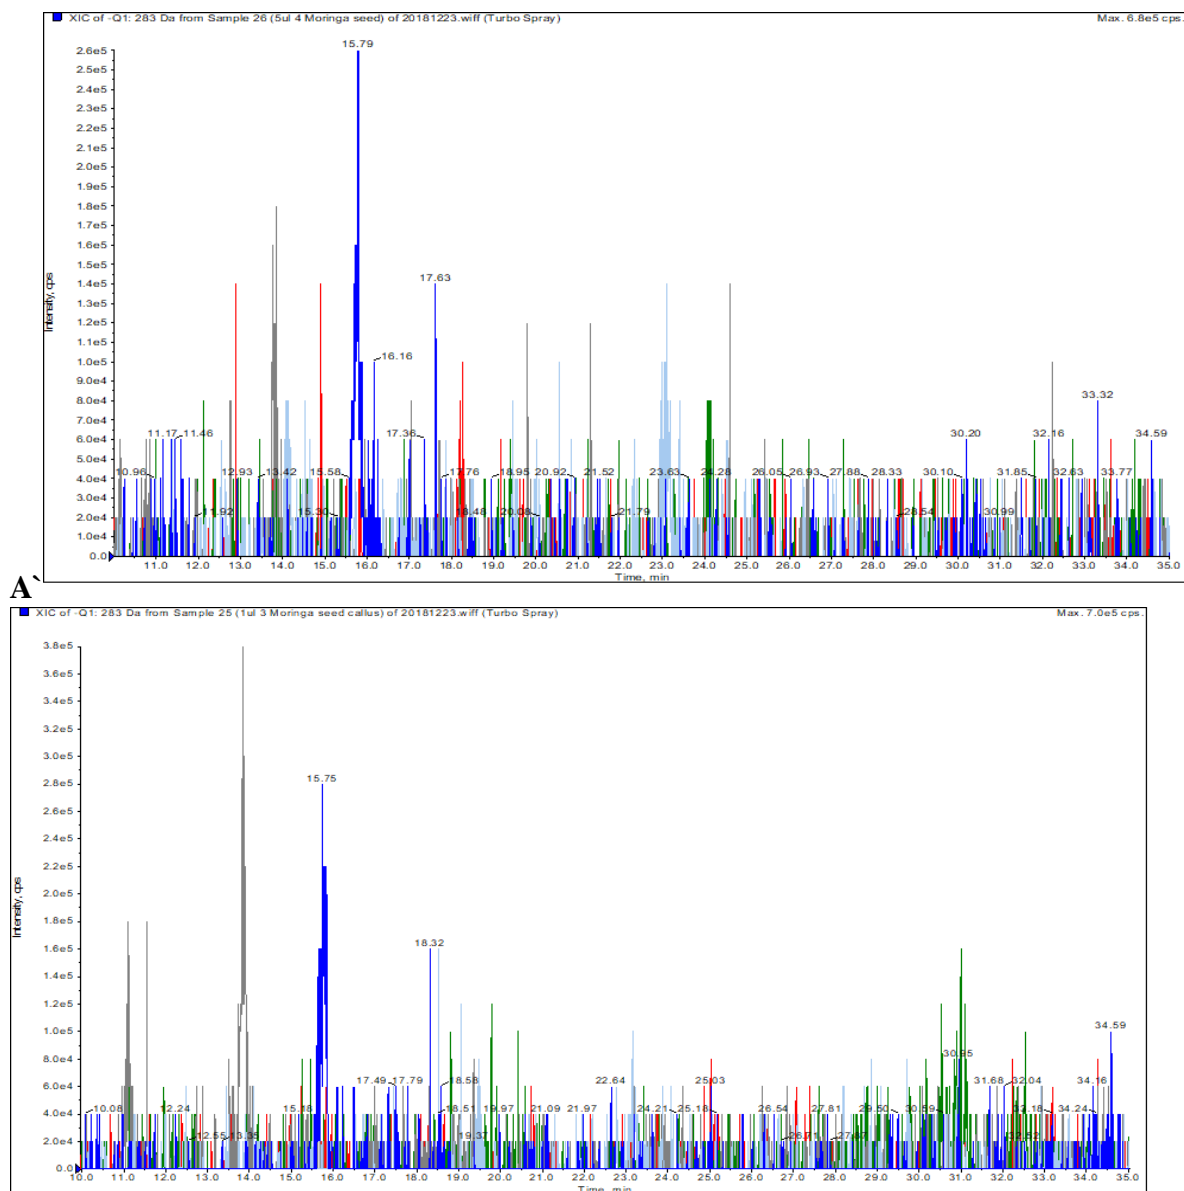 XIC of -Q1: 283 Da from Sample 26 (5ul 4 Moringa seed) of 20181223.wiff (Turbo Spray) Max. 6.8e5 cps.
15.79
2.6e5
2.5e5
2.4e5
2.3e5
2.2e5
2.1e5
2.0e5
1.9e5
1.8e5
1.7e5
1.6e5
1.5e5
1.4e5 17.63
1.3e5
1.2e5
1.1e5
1.0e5 16.16
9.0e4
8.0e4 33.32
7.0e4
6.0e4 11.17 11.46 17.36 30.20 32.16 34.59
5.0e4
4.0e4 10.96 12.93 13.42 15.58 17.76 18.95 20.92 21.52 23.63 24.28 26.05 26.93 27.88 28.33 30.10 31.85 32.63 33.77
3.0e4
2.0e4 11.92 15.30 18.48 20.08 21.79 28.54 30.99
1.0e4
0.0
Intensity, cps
11.0 12.0 13.0 14.0 15.0 16.0 17.0 18.0 19.0 20.0 21.0 22.0 23.0 24.0 25.0 26.0 27.0 28.0 29.0 30.0 31.0 32.0 33.0 34.0 35.0
Time, min
A`
XIC of -Q1: 283 Da from Sample 25 (1ul 3 Moringa seed callus) of 20181223.wiff (Turbo Spray) Max. 7.0e5 cps.
3.8e5
3.6e5
3.4e5
3.2e5
3.0e5
2.8e5 15.75
2.6e5
2.4e5
2.2e5
2.0e5
1.8e5
1.6e5 18.32
1.4e5
1.2e5
1.0e5 34.59
8.0e4 30.95
6.0e4 17.49 17.79 18.58 22.64 25.03 31.68 32.04 34.16
4.0e4 10.08 12.24 15.18 18.51 19.97 21.09 21.97 24.21 25.18 26.54 27.81 29.50 30.59 34.24
2.0e4 12.55 13.35 19.37
0.0
Intensity, cps
10.0 11.0 12.0 13.0 14.0 15.0 16.0 17.0 18.0 19.0 20.0 21.0 22.0 23.0 24.0 25.0 26.0 27.0 28.0 29.0 30.0 31.0 32.0 33.0 34.0 35.0
Time, min